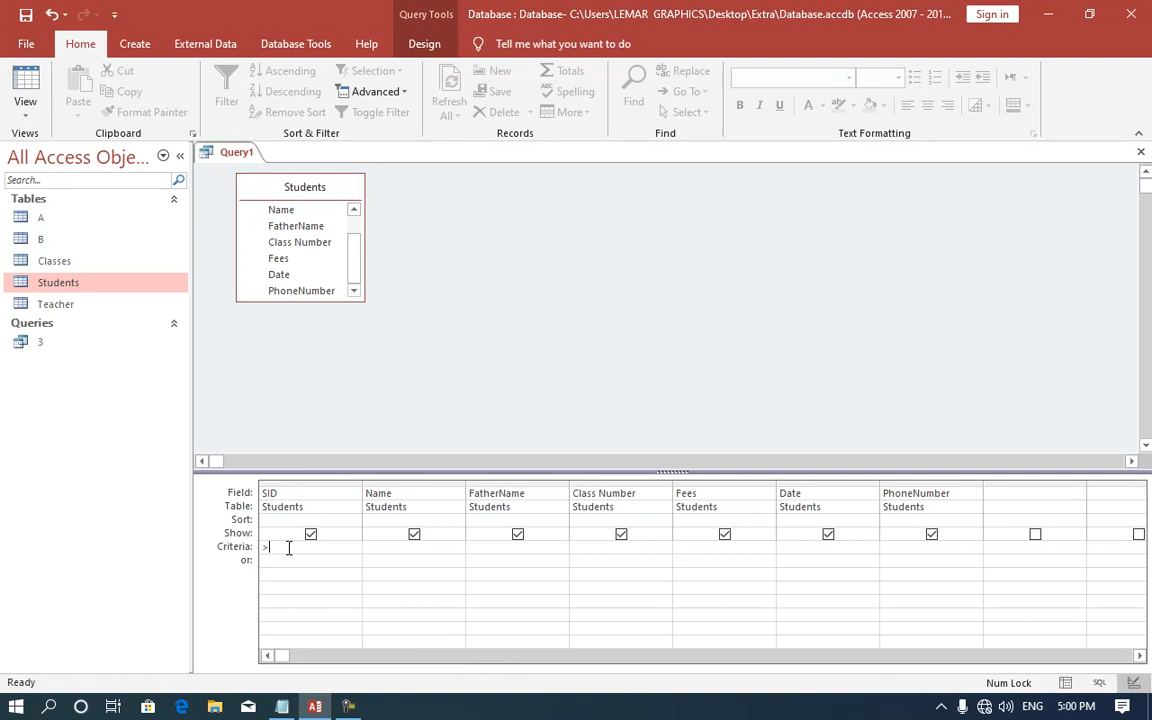 Query Tools
Database : Database- C:\Users\LEMAR GRAPHICS\Desktop\Extra\Database.accdb (Access 2007 - 201...
Sign in
File Home Create External Data Database Tools Help Design Tell me what you want to do
View
Views
Paste
Cut
Copy
Format Painter
Clipboard
Filter
Ascending
Descending
Remove Sort
Selection
Advanced
Toggle Filter
Sort & Filter
Refresh
All
New
Save
Delete
Totals
Spelling
More
Records
Find
Replace
Go To
Select
Find
B I U A ab
Text Formatting
All Access Obje...
Search...
Tables
A
B
Classes
Students
Teacher
Queries
3
Query1
Students
Name
FatherName
Class Number
Fees
Date
PhoneNumber
Field: SID Name FatherName Class Number Fees Date PhoneNumber
Table: Students Students Students Students Students Students Students
Sort:
Show:
Criteria: >
or:
Ready
Num Lock
SQL
ENG 5:00 PM